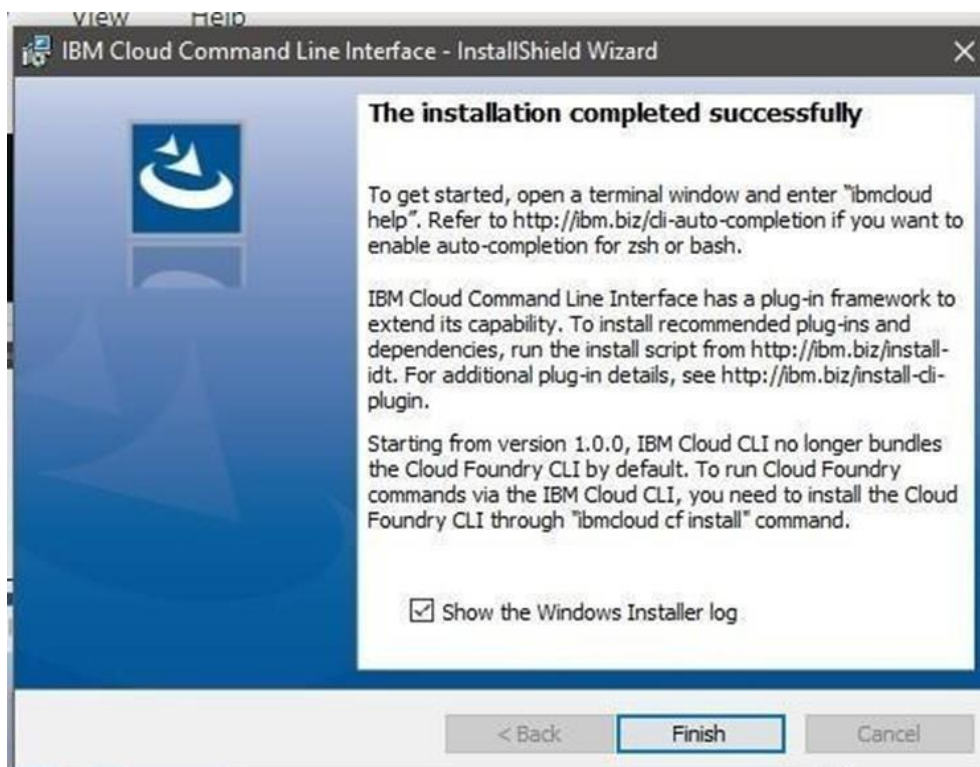 View Help
IBM Cloud Command Line Interface - InstallShield Wizard
The installation completed successfully
To get started, open a terminal window and enter "ibmcloud
help". Refer to http://ibm.biz/cli-auto-completion if you want to
enable auto-completion for zsh or bash.
IBM Cloud Command Line Interface has a plug-in framework to
extend its capability. To install recommended plug-ins and
dependencies, run the install script from http://ibm.biz/install-
idt. For additional plug-in details, see http://ibm.biz/install-cli-
plugin.
Starting from version 1.0.0, IBM Cloud CLI no longer bundles
the Cloud Foundry CLI by default. To run Cloud Foundry
commands via the IBM Cloud CLI, you need to install the Cloud
Foundry CLI through "ibmcloud cf install" command.
Show the Windows Installer log
< Back Finish Cancel